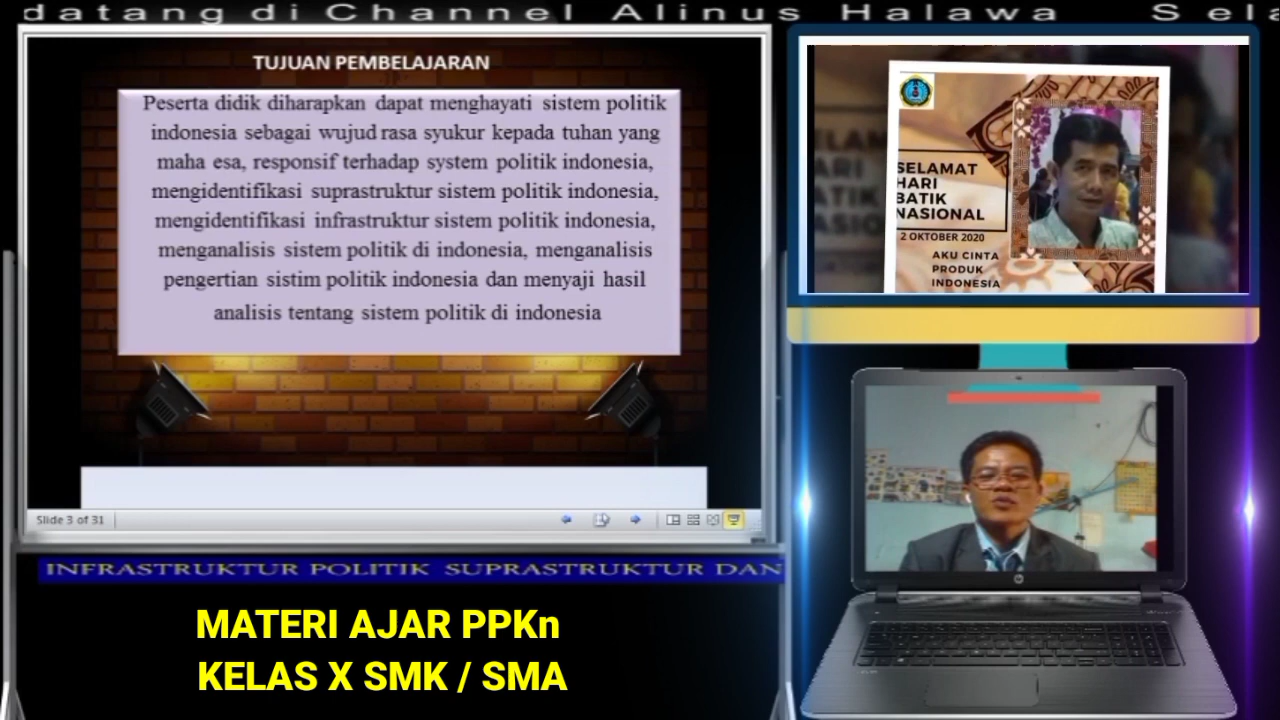 datang di Channel Alinus Halawa Sela
TUJUAN PEMBELAJARAN
Peserta didik diharapkan dapat menghayati sistem politik
indonesia sebagai wujud rasa syukur kepada tuhan yang
maha esa, responsif terhadap system politik indonesia,
mengidentifikasi suprastruktur sistem politik indonesia,
mengidentifikasi infrastruktur sistem politik indonesia,
menganalisis sistem politik di indonesia, menganalisis
pengertian sistim politik indonesia dan menyaji hasil
analisis tentang sistem politik di indonesia
Slide 3 of 31
INFRASTRUKTUR POLITIK SUPRASTRUKTUR DAN
MATERI AJAR PPKn
KELAS X SMK / SMA
SELAMAT
HARI
BATIK
NASIONAL
2 OKTOBER 2020
AKU CINTA
PRODUK
INDONESIA
hp